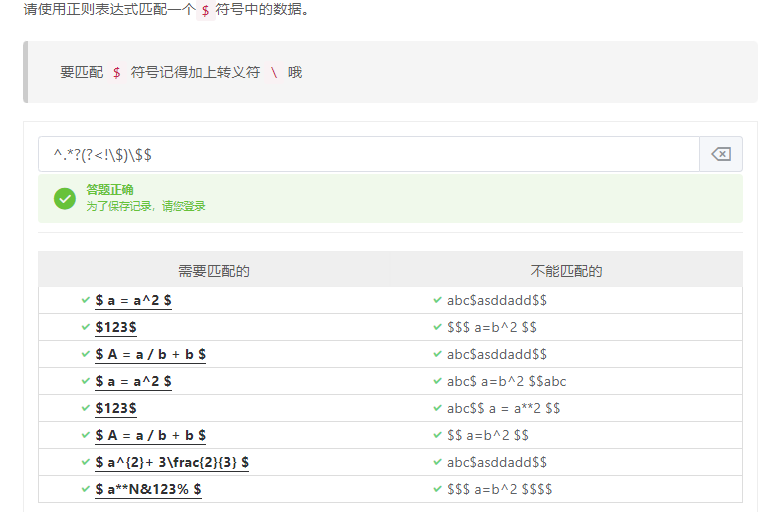 请使用正则表达式匹配一个 $ 符号中的数据。
要匹配 $ 符号记得加上转义符 \ 哦
^.*?(?<!\$)\$$
答题正确
为了保存记录，请您登录
需要匹配的 不能匹配的
$ a = a^2 $ abc$asddadd$$
$123$ $$$ a=b^2 $$
$ A = a / b + b $ abc$asddadd$$
$ a = a^2 $ abc$ a=b^2 $$abc
$123$ abc$$ a = a**2 $$
$ A = a / b + b $ $$ a=b^2 $$
$ a^{2}+ 3\frac{2}{3} $ abc$asddadd$$
$ a**N&123% $ $$$ a=b^2 $$$$